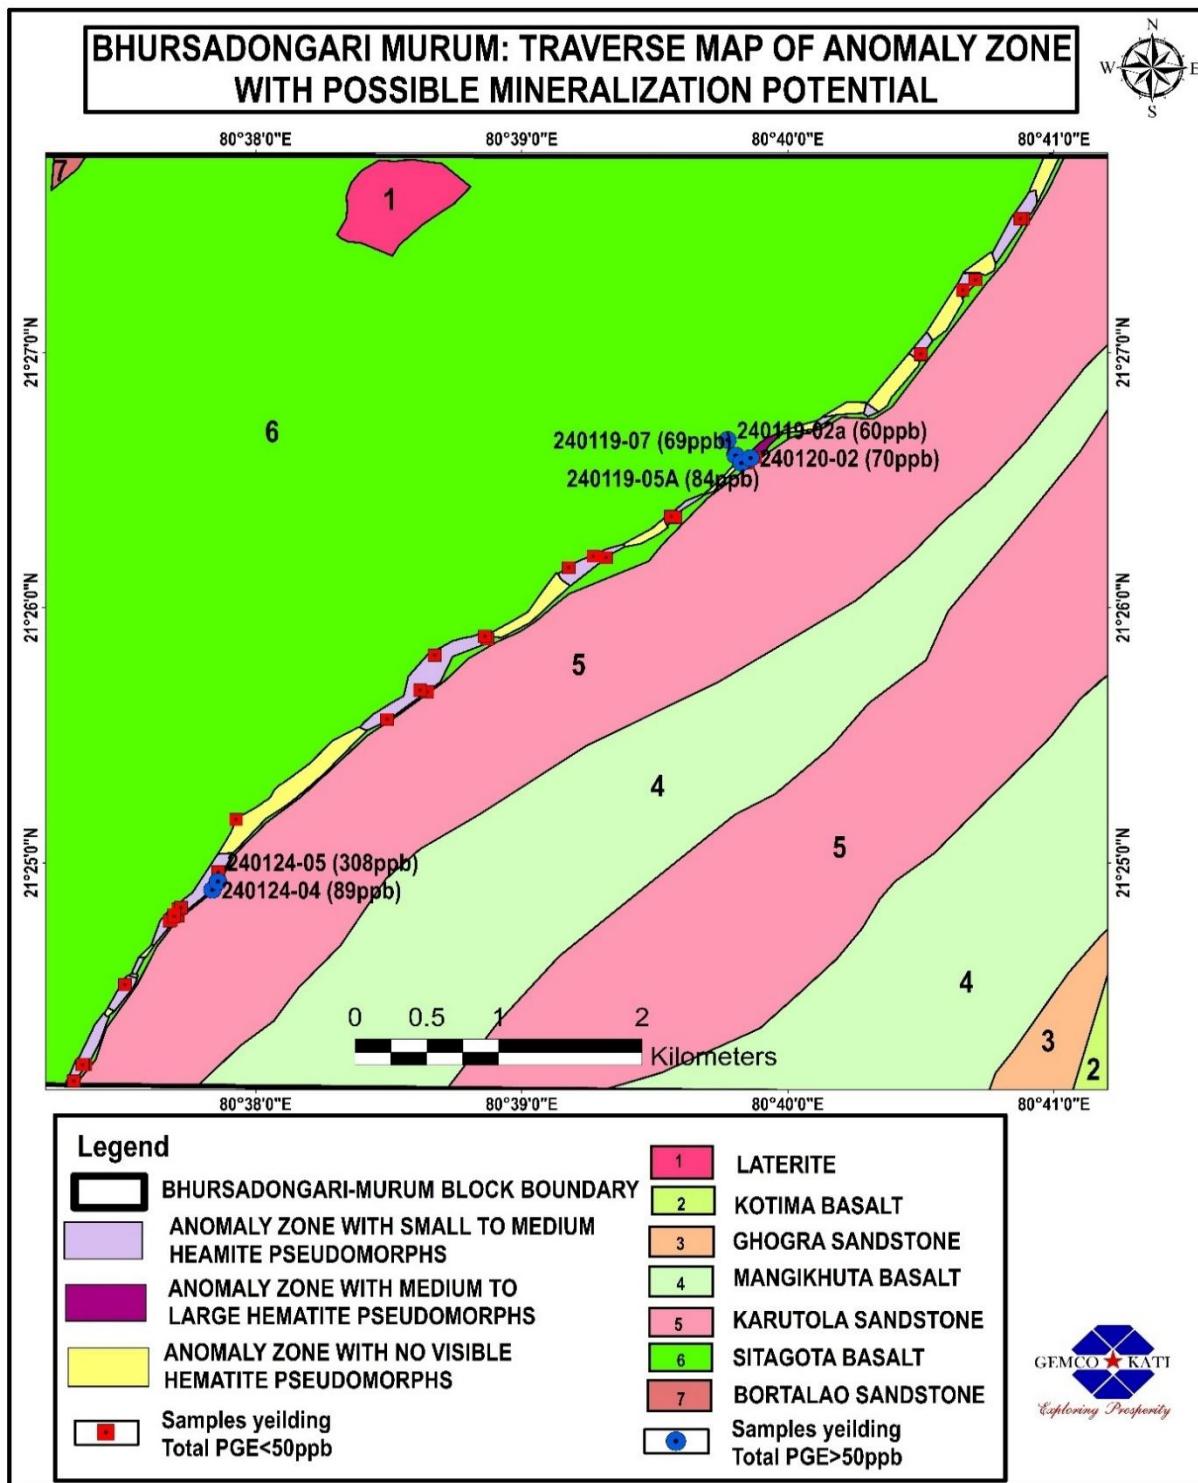 BHURSADONGARI MURUM: TRAVERSE MAP OF ANOMALY ZONE
WITH POSSIBLE MINERALIZATION POTENTIAL
N
W E
S
80°38'0"E 80°39'0"E 80°40'0"E 80°41'0"E
7
1
21°27'0"N 21°27'0"N
6
240119-02a (60ppb)
240119-07 (69ppb)
240120-02 (70ppb)
240119-05A (84ppb)
21°26'0"N 21°26'0"N
5
4
5
21°25'0"N 21°25'0"N
240124-05 (308ppb)
240124-04 (89ppb)
4
3
2
0 0.5 1 2
Kilometers
80°38'0"E 80°39'0"E 80°40'0"E 80°41'0"E
Legend
BHURSADONGARI-MURUM BLOCK BOUNDARY
ANOMALY ZONE WITH SMALL TO MEDIUM
HEAMITE PSEUDOMORPHS
ANOMALY ZONE WITH MEDIUM TO
LARGE HEMATITE PSEUDOMORPHS
ANOMALY ZONE WITH NO VISIBLE
HEMATITE PSEUDOMORPHS
Samples yeilding
Total PGE<50ppb
1 LATERITE
2 KOTIMA BASALT
3 GHOGRA SANDSTONE
4 MANGIKHUTA BASALT
5 KARUTOLA SANDSTONE
6 SITAGOTA BASALT
7 BORTALAO SANDSTONE
Samples yeilding
Total PGE>50ppb
GEMCO KATI
Exploring Prosperity